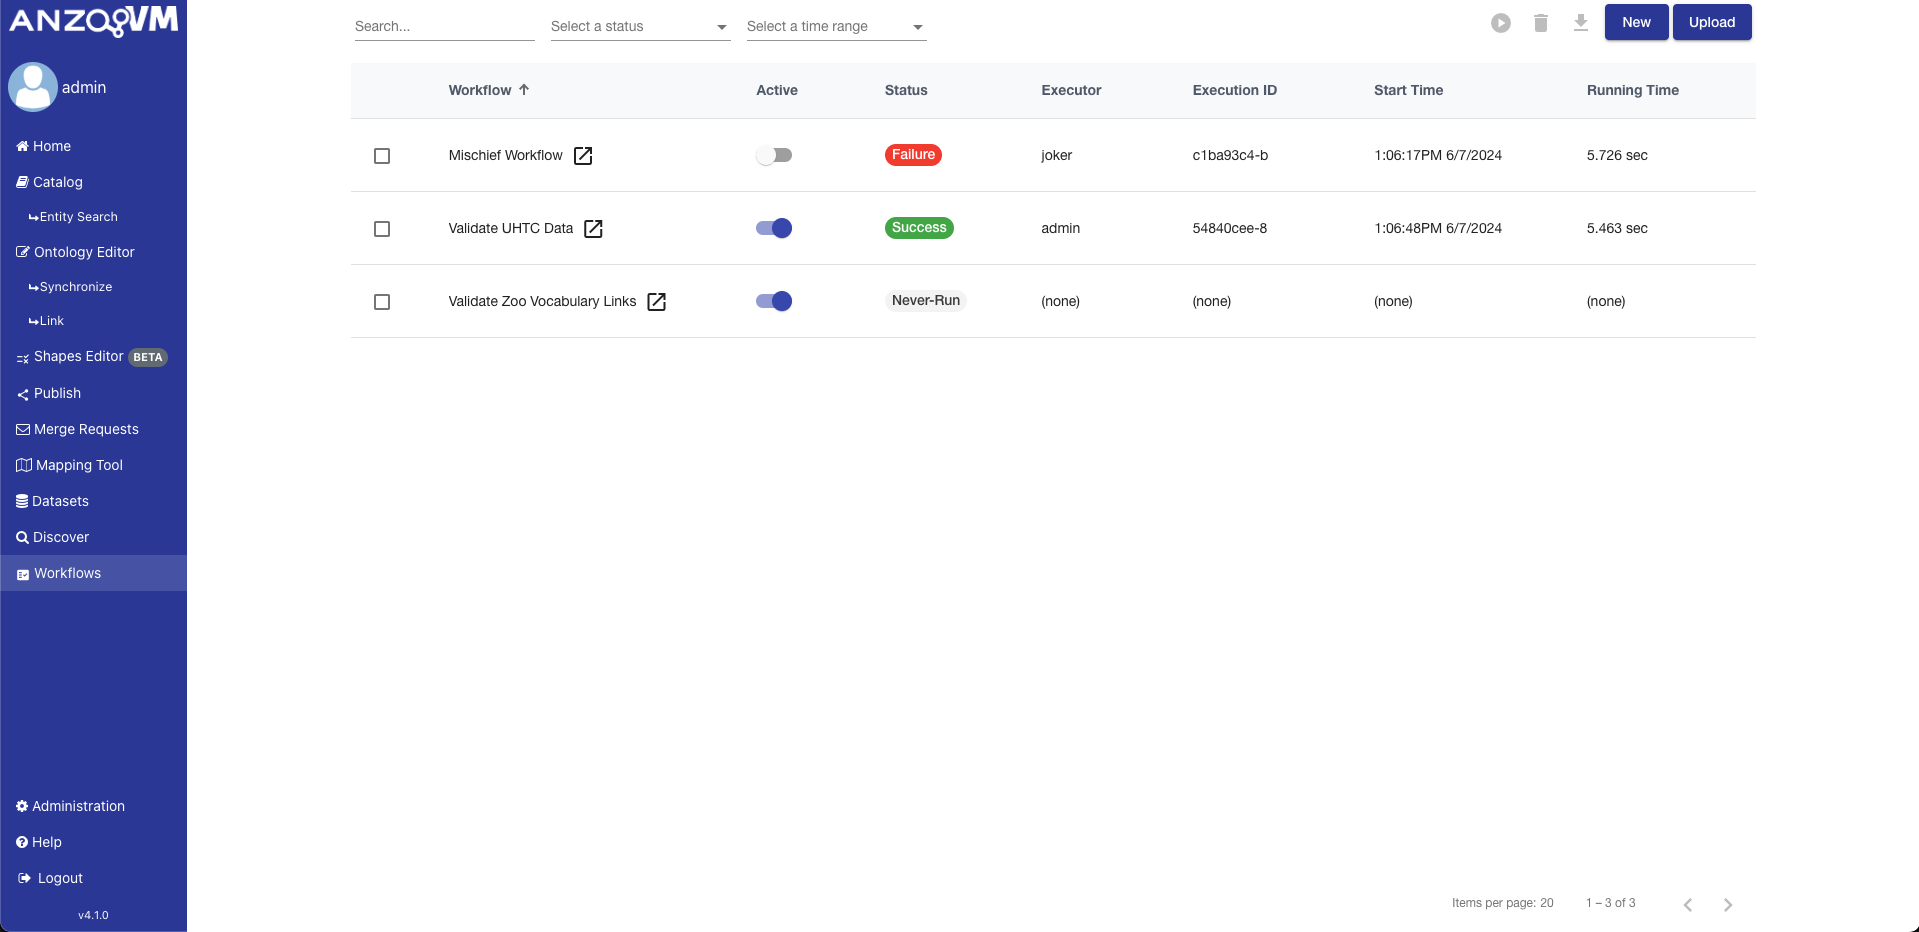 ANZOOVM
admin
Home
Catalog
Entity Search
Ontology Editor
Synchronize
Link
Shapes Editor BETA
Publish
Merge Requests
Mapping Tool
Datasets
Discover
Workflows
Administration
Help
Logout
v4.1.0
Search... Select a status Select a time range New Upload
Workflow Active Status Executor Execution ID Start Time Running Time
Mischief Workflow Failure joker c1ba93c4-b 1:06:17PM 6/7/2024 5.726 sec
Validate UHTC Data Success admin 54840cee-8 1:06:48PM 6/7/2024 5.463 sec
Validate Zoo Vocabulary Links Never-Run (none) (none) (none) (none)
Items per page: 20 1 – 3 of 3